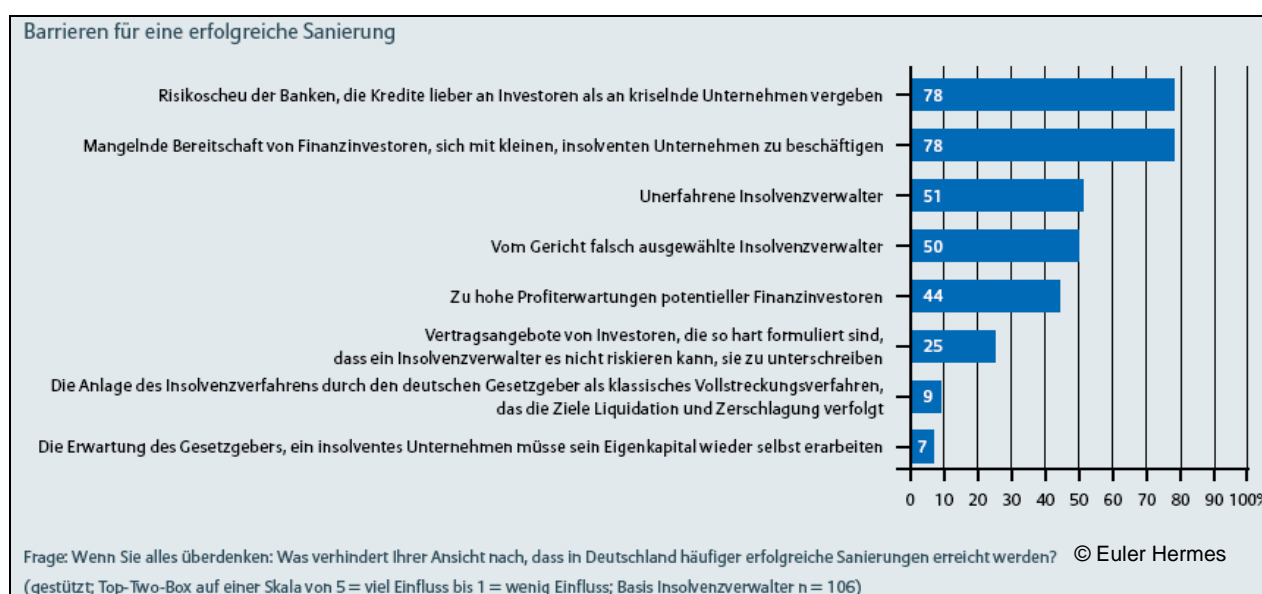 Barrieren für eine erfolgreiche Sanierung
Risikoscheu der Banken, die Kredite lieber an Investoren als an kriselnde Unternehmen vergeben
78
Mangelnde Bereitschaft von Finanzinvestoren, sich mit kleinen, insolventen Unternehmen zu beschäftigen
78
Unerfahrene Insolvenzverwalter
51
Vom Gericht falsch ausgewählte Insolvenzverwalter
50
Zu hohe Profiterwartungen potentieller Finanzinvestoren
44
Vertragsangebote von Investoren, die so hart formuliert sind,
dass ein Insolvenzverwalter es nicht riskieren kann, sie zu unterschreiben
25
Die Anlage des Insolvenzverfahrens durch den deutschen Gesetzgeber als klassisches Vollstreckungsverfahren,
das die Ziele Liquidation und Zerschlagung verfolgt
9
Die Erwartung des Gesetzgebers, ein insolventes Unternehmen müsse sein Eigenkapital wieder selbst erarbeiten
7
0 10 20 30 40 50 60 70 80 90 100%
Frage: Wenn Sie alles überdenken: Was verhindert Ihrer Ansicht nach, dass in Deutschland häufiger erfolgreiche Sanierungen erreicht werden? © Euler Hermes
(gestützt; Top-Two-Box auf einer Skala von 5 = viel Einfluss bis 1 = wenig Einfluss; Basis Insolvenzverwalter n = 106)